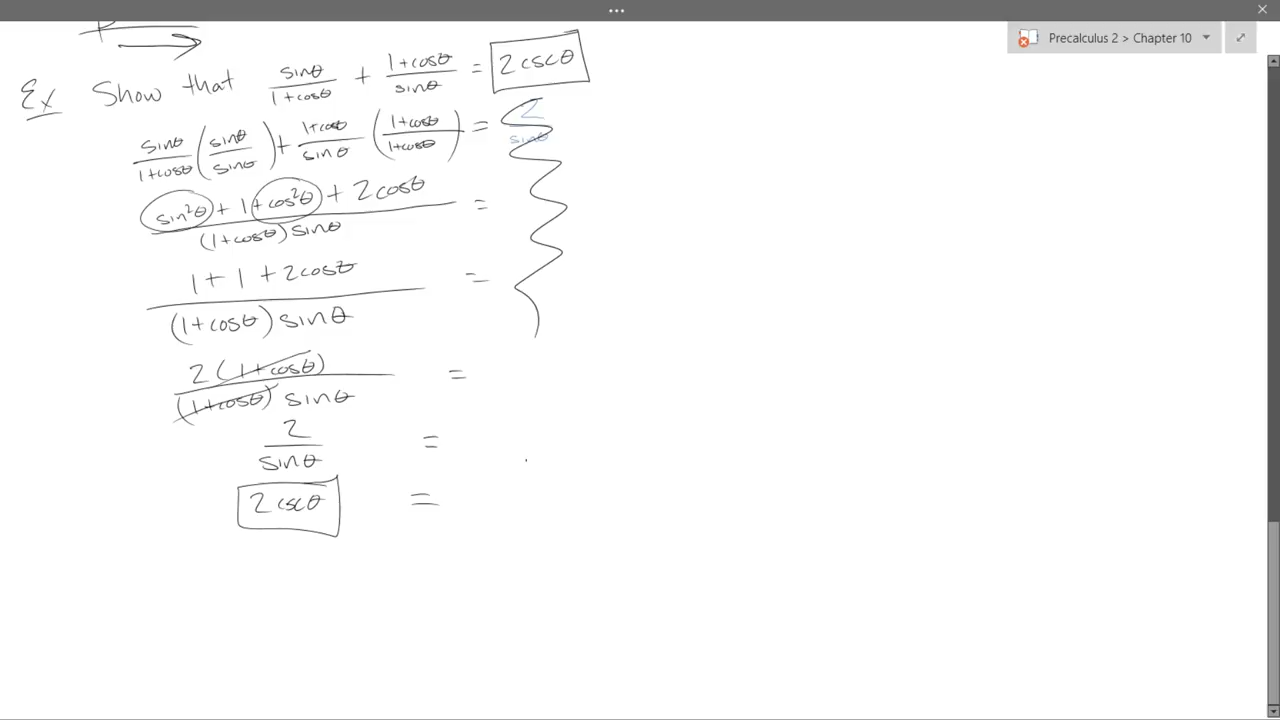 Precalculus 2 > Chapter 10
Ex Show that sinθ/(1+cosθ) + (1+cosθ)/sinθ = 2cscθ
sinθ/(1+cosθ) (sinθ/sinθ) + (1+cosθ)/sinθ ((1+cosθ)/(1+cosθ)) = 2/sinθ
(sin²θ + 1 + cos²θ + 2cosθ)/((1+cosθ) sinθ) =
(1 + 1 + 2cosθ)/((1+cosθ) sinθ) =
2(1+cosθ)/((1+cosθ) sinθ) =
2/sinθ =
2cscθ =